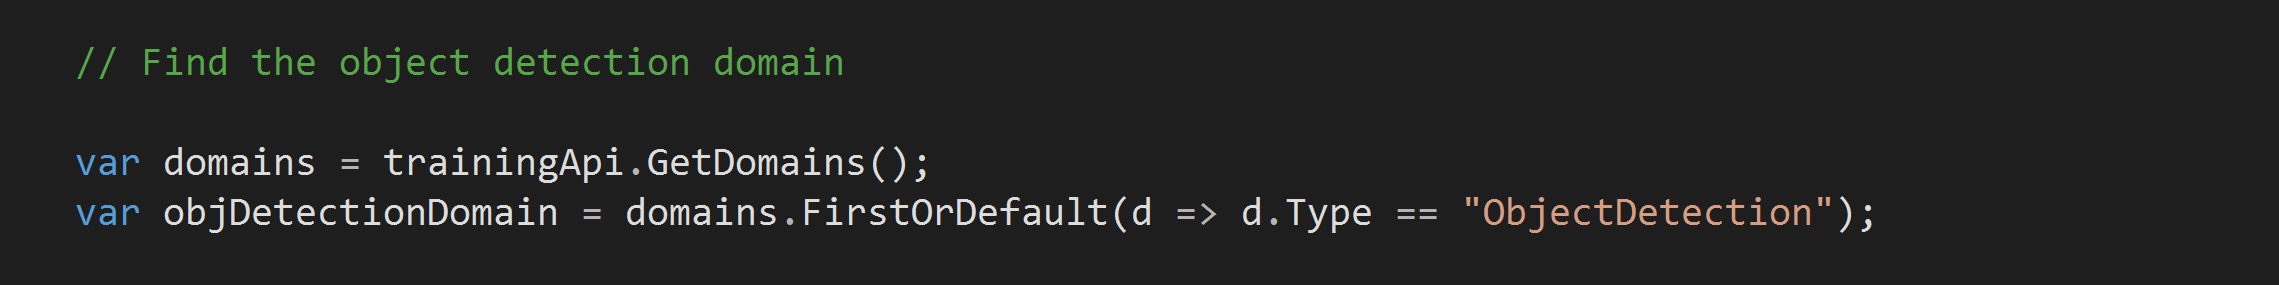 // Find the object detection domain
var domains = trainingApi.GetDomains();
var objDetectionDomain = domains.FirstOrDefault(d => d.Type == "ObjectDetection");